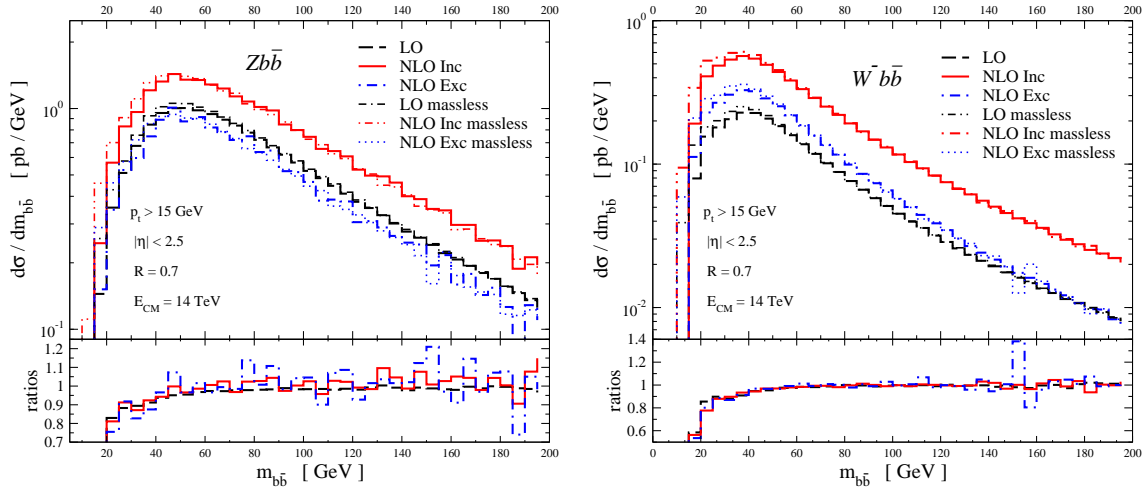 0 20 40 60 80 100 120 140 160 180 200
Zbb̄
LO
NLO Inc
NLO Exc
LO massless
NLO Inc massless
NLO Exc massless
10⁰
10⁻¹
dσ / dm_bb̄ [ pb / GeV ]
p_t > 15 GeV
|η| < 2.5
R = 0.7
E_CM = 14 TeV
1.2
1.1
1.0
0.9
0.8
0.7
ratios
0 20 40 60 80 100 120 140 160 180 200
m_bb̄ [ GeV ]
0 20 40 60 80 100 120 140 160 180 200
W⁻bb̄
LO
NLO Inc
NLO Exc
LO massless
NLO Inc massless
NLO Exc massless
10⁰
10⁻¹
10⁻²
dσ / dm_bb̄ [ pb / GeV ]
p_t > 15 GeV
|η| < 2.5
R = 0.7
E_CM = 14 TeV
1.4
1.2
1.0
0.8
0.6
ratios
0 20 40 60 80 100 120 140 160 180 200
m_bb̄ [ GeV ]